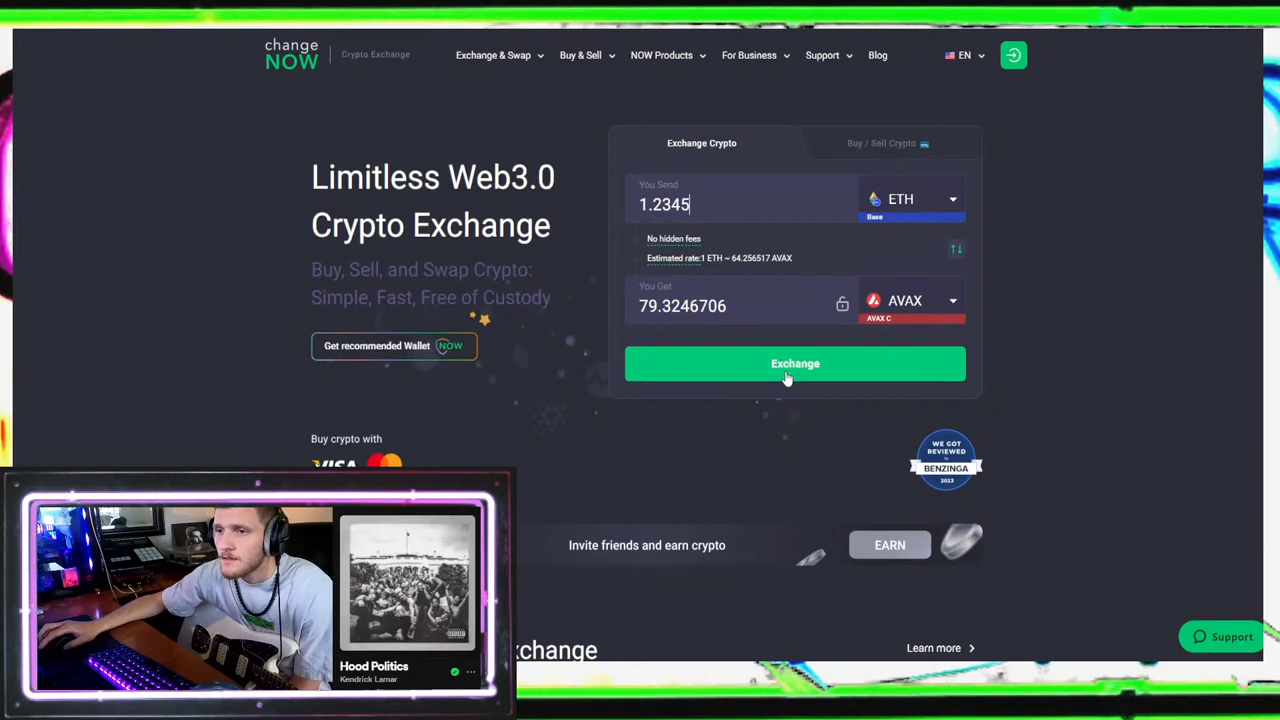 change
NOW
Crypto Exchange
Exchange & Swap
Buy & Sell
NOW Products
For Business
Support
Blog
EN
Limitless Web3.0
Crypto Exchange
Buy, Sell, and Swap Crypto:
Simple, Fast, Free of Custody
Get recommended Wallet NOW
Exchange Crypto
Buy / Sell Crypto
You Send
1.2345
ETH
Base
No hidden fees
Estimated rate:1 ETH ~ 64.256517 AVAX
You Get
79.3246706
AVAX
AVAX C
Exchange
Buy crypto with
VISA
WE GOT
REVIEWED
by
BENZINGA
2023
Invite friends and earn crypto
EARN
xchange
Learn more
Support
Hood Politics
Kendrick Lamar